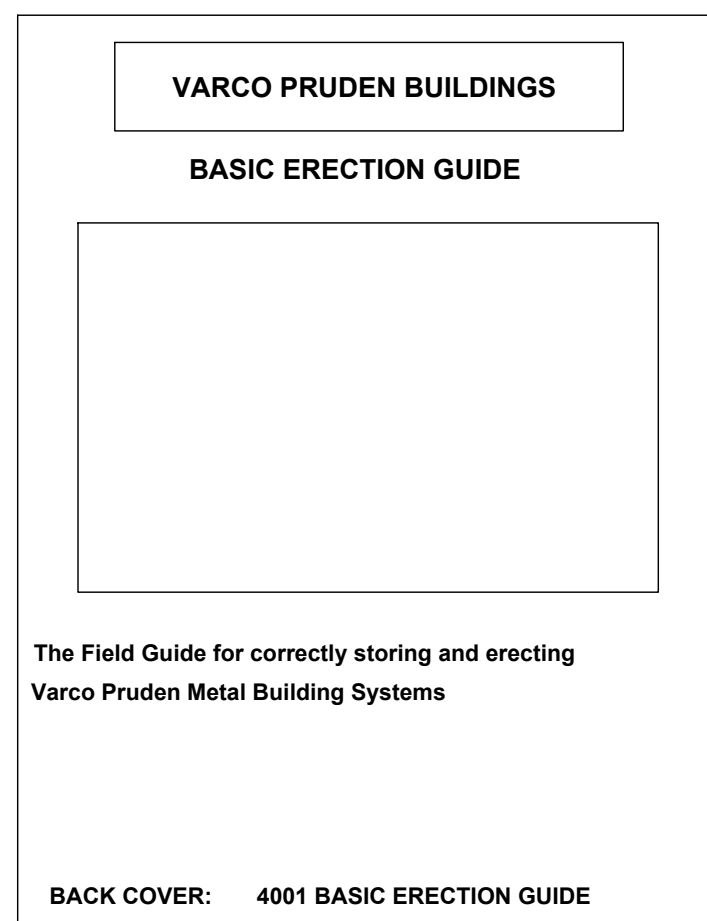 VARCO PRUDEN BUILDINGS
BASIC ERECTION GUIDE
The Field Guide for correctly storing and erecting
Varco Pruden Metal Building Systems
BACK COVER: 4001 BASIC ERECTION GUIDE